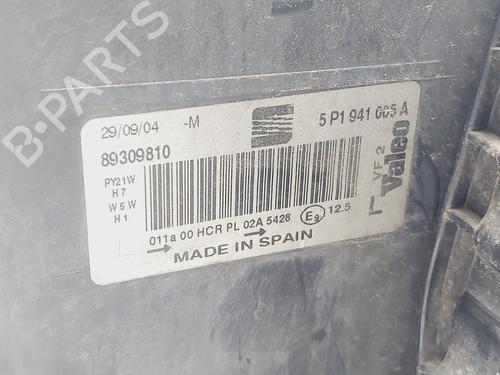 B-PARTS
29/09/04 -M 5P1 941 005 A
89309810
PY21W
H7
W5W
H1
VF 2
Valeo
L
011a 00 HCR PL 02A 5428 E9 12.5
MADE IN SPAIN